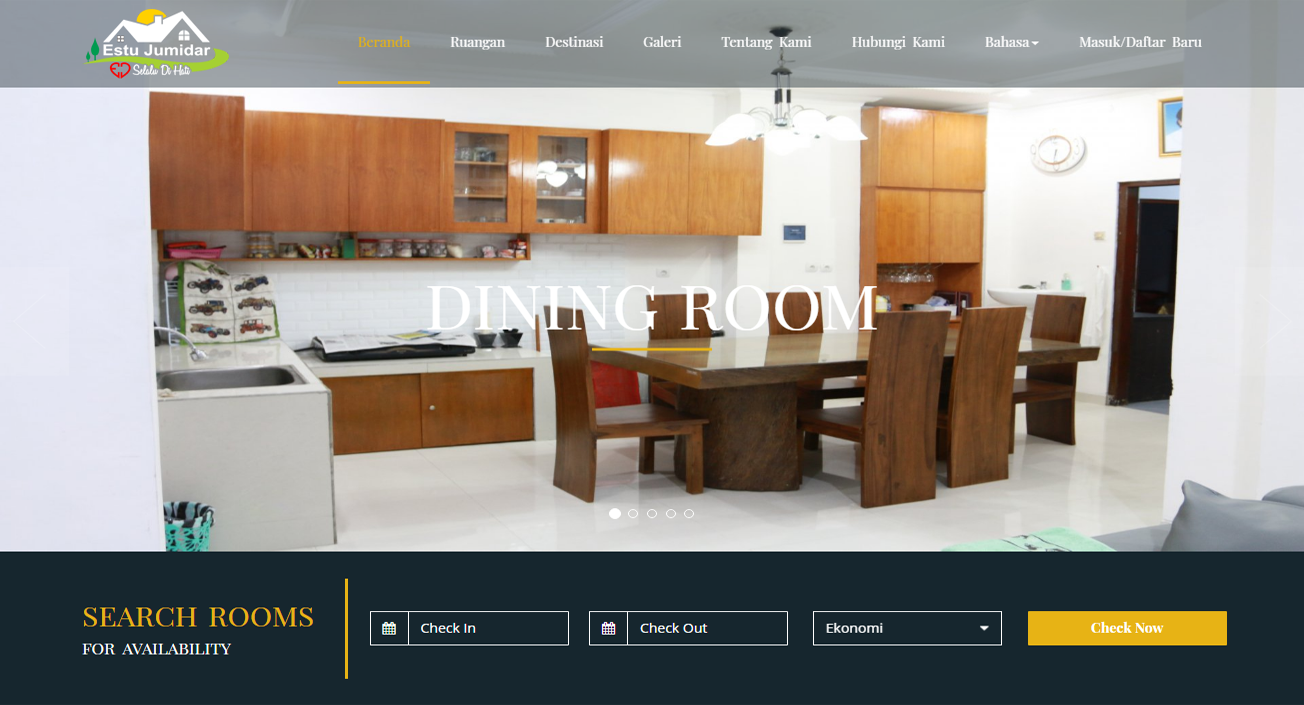 Estu Jumidar
Selalu Di Hati
Beranda
Ruangan
Destinasi
Galeri
Tentang Kami
Hubungi Kami
Bahasa
Masuk/Daftar Baru
DINING ROOM
SEARCH ROOMS
FOR AVAILABILITY
Check In
Check Out
Ekonomi
Check Now